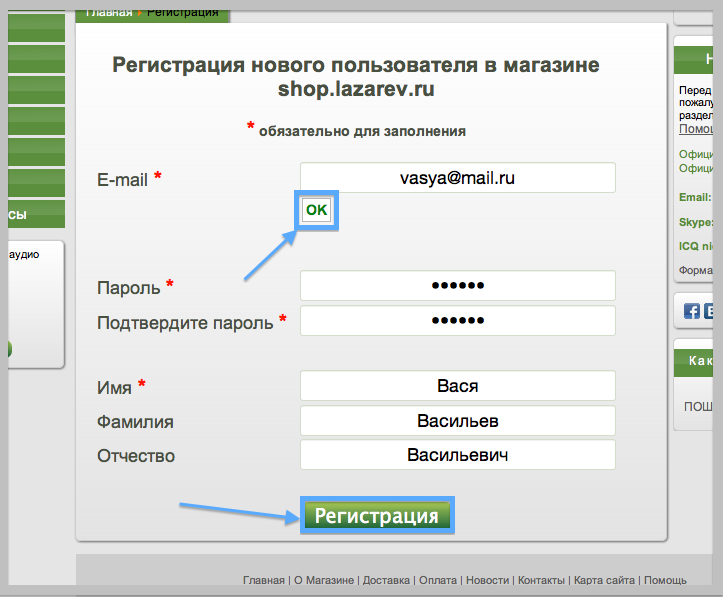 Главная Регистрация
Регистрация нового пользователя в магазине
shop.lazarev.ru
* обязательно для заполнения
E-mail *
vasya@mail.ru
OK
Пароль *
••••••
Подтвердите пароль *
••••••
Имя *
Вася
Фамилия
Васильев
Отчество
Васильевич
Регистрация
Главная | О Магазине | Доставка | Оплата | Новости | Контакты | Карта сайта | Помощь
сы
аудио
Н
Перед
пожалу
раздел
Помощ
Офици
Офици
Email:
Skype:
ICQ
Форма
f
Как
ПОШ